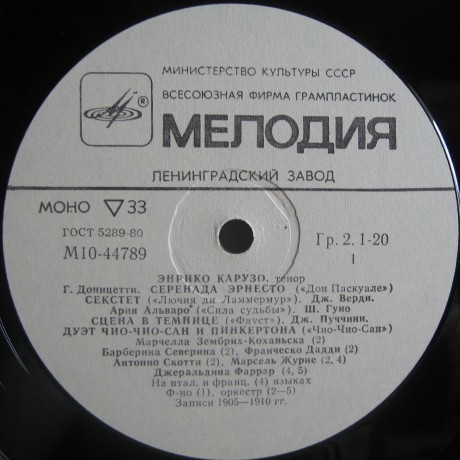 МИНИСТЕРСТВО КУЛЬТУРЫ СССР
ВСЕСОЮЗНАЯ ФИРМА ГРАМПЛАСТИНОК
®
МЕЛОДИЯ
ЛЕНИНГРАДСКИЙ ЗАВОД
МОНО ▽ 33
ГОСТ 5289-80
М10-44789
Гр. 2. 1-20
1
ЭНРИКО КАРУЗО, тенор
Г. Доницетти. СЕРЕНАДА ЭРНЕСТО («Дон Паскуале»)
СЕКСТЕТ («Лючия ди Ламмермур»). Дж. Верди.
Ария Альваро («Сила судьбы»). Ш. Гуно
СЦЕНА В ТЕМНИЦЕ («Фауст»). Дж. Пуччини.
ДУЭТ ЧИО-ЧИО-САН И ПИНКЕРТОНА («Чио-Чио-Сан»)
Марчелла Зембрих-Коханьска (2)
Барберина Северина (2), Франческо Дадди (2)
Антонио Скотти (2), Марсель Журне (2, 4)
Джеральдина Фаррар (4, 5)
На итал. и франц. (4) языках
Ф-но (1), оркестр (2—5)
Записи 1905—1910 гг.